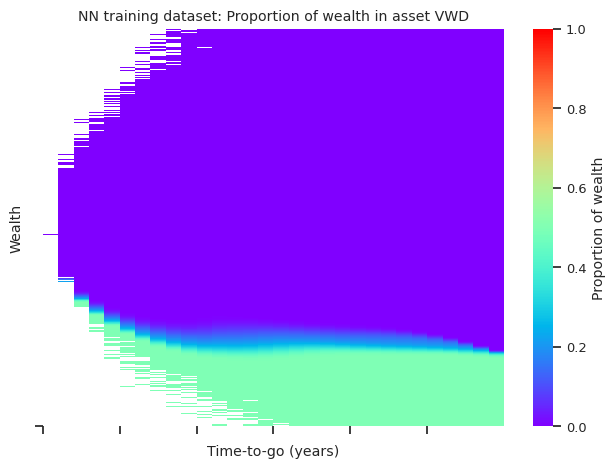 NN training dataset: Proportion of wealth in asset VWD
Wealth
Time-to-go (years)
1.0
0.8
0.6
0.4
0.2
0.0
Proportion of wealth